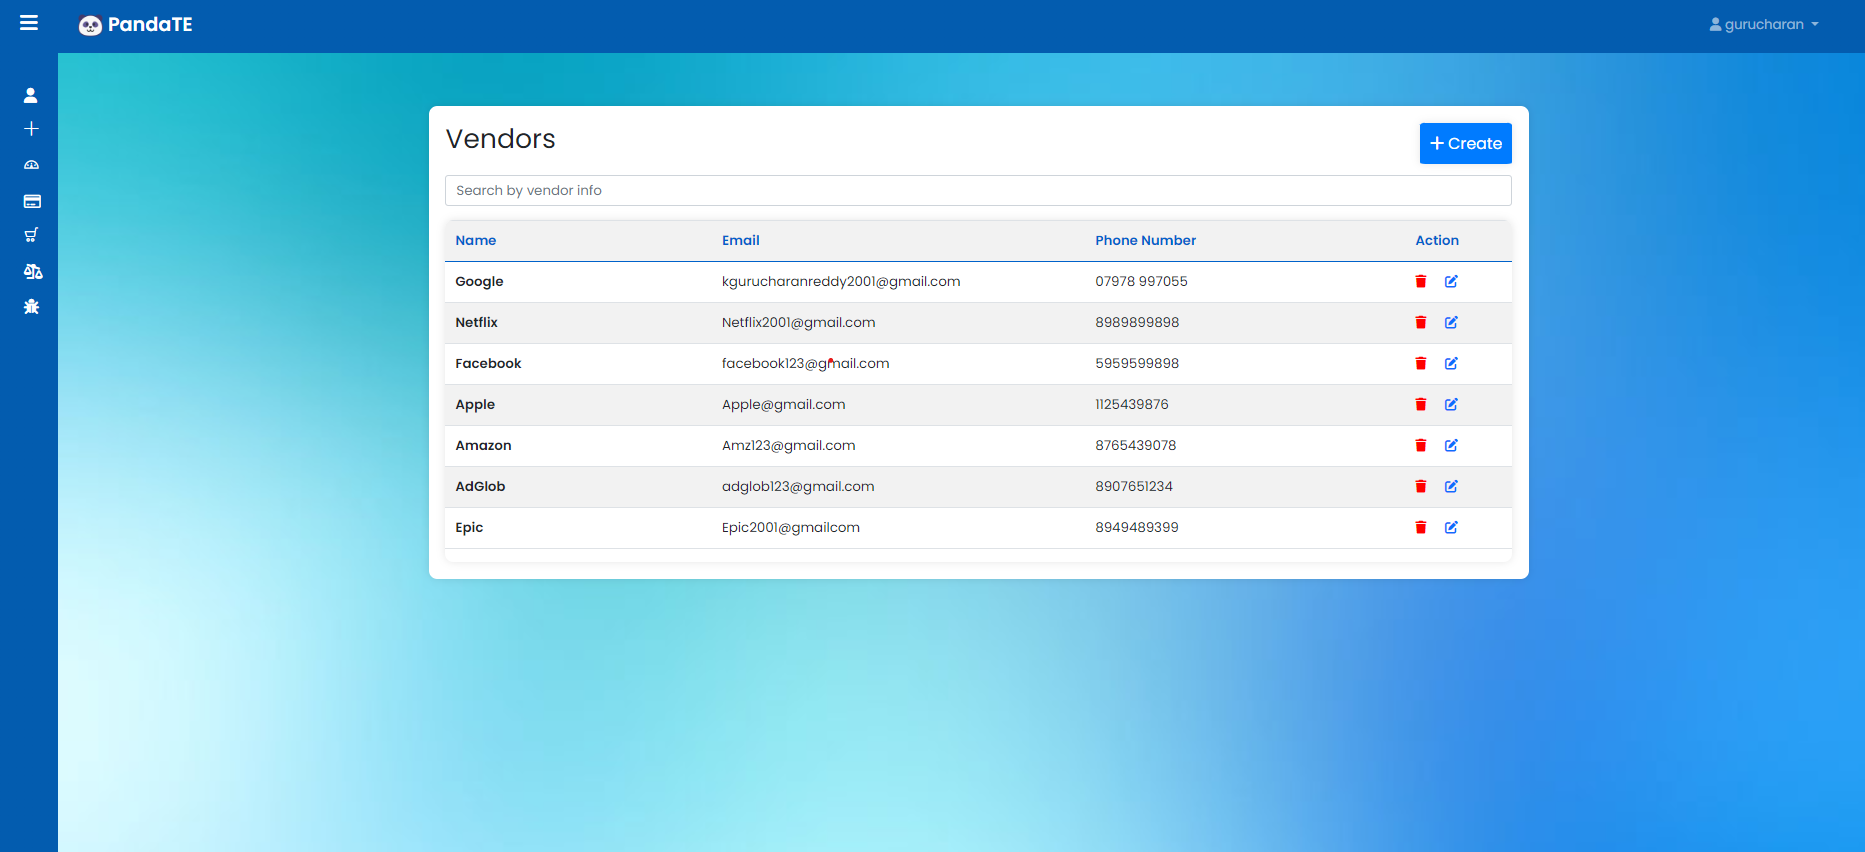 PandaTE
gurucharan
Vendors
Create
Search by vendor info
Name Email Phone Number Action
Google kgurucharanreddy2001@gmail.com 07978 997055
Netflix Netflix2001@gmail.com 8989899898
Facebook facebook123@gmail.com 5959599898
Apple Apple@gmail.com 1125439876
Amazon Amz123@gmail.com 8765439078
AdGlob adglob123@gmail.com 8907651234
Epic Epic2001@gmailcom 8949489399